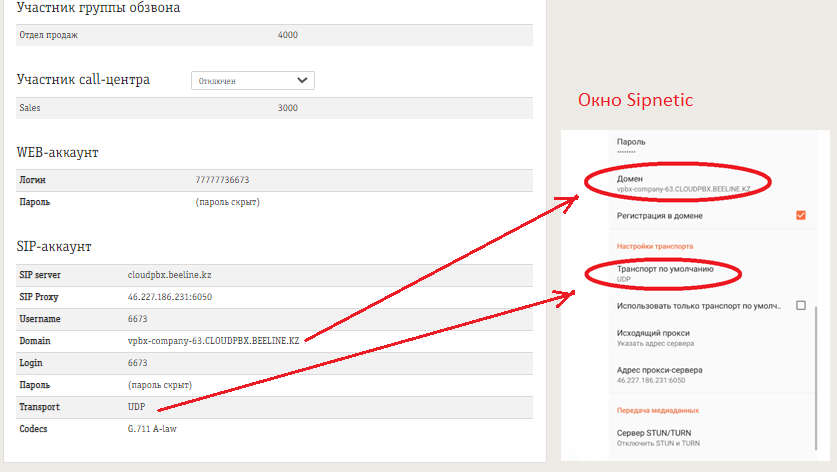 Участник группы обзвона
Отдел продаж 4000
Участник call-центра Отключен
Sales 3000
WEB-аккаунт
Логин 77777736673
Пароль (пароль скрыт)
SIP-аккаунт
SIP server cloudpbx.beeline.kz
SIP Proxy 46.227.186.231:6050
Username 6673
Domain vpbx-company-63.CLOUDPBX.BEELINE.KZ
Login 6673
Пароль (пароль скрыт)
Transport UDP
Codecs G.711 A-law
Окно Sipnetic
Пароль
••••••••
Домен
vpbx-company-63.CLOUDPBX.BEELINE.KZ
Регистрация в домене
Настройки транспорта
Транспорт по умолчанию
UDP
Использовать только транспорт по умолч..
Исходящий прокси
Указать адрес сервера
Адрес прокси-сервера
46.227.186.231:6050
Передача медиаданных
Сервер STUN/TURN
Отключить STUN и TURN